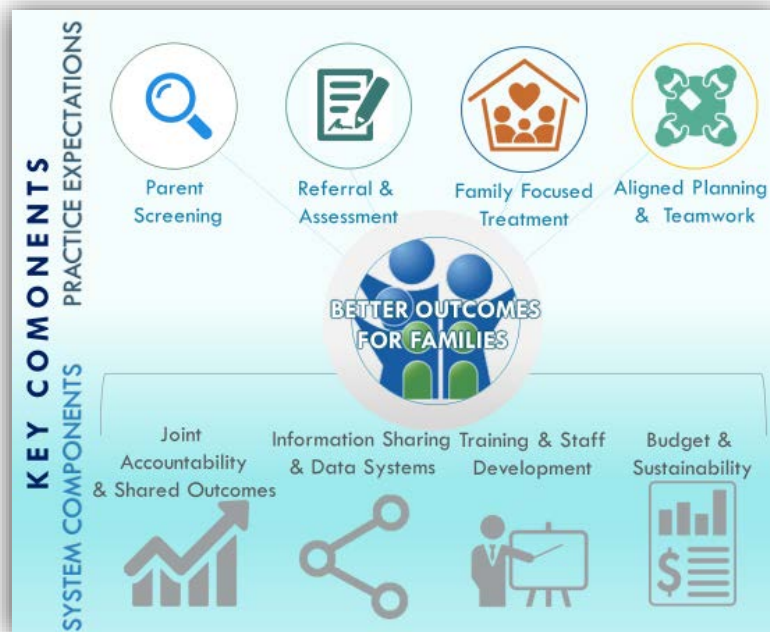 KEY COMONENTS
PRACTICE EXPECTATIONS
Parent
Screening
Referral &
Assessment
Family Focused
Treatment
Aligned Planning
& Teamwork
BETTER OUTCOMES
FOR FAMILIES
SYSTEM COMPONENTS
Joint
Accountability
& Shared Outcomes
Information Sharing
& Data Systems
Training & Staff
Development
Budget &
Sustainability
$